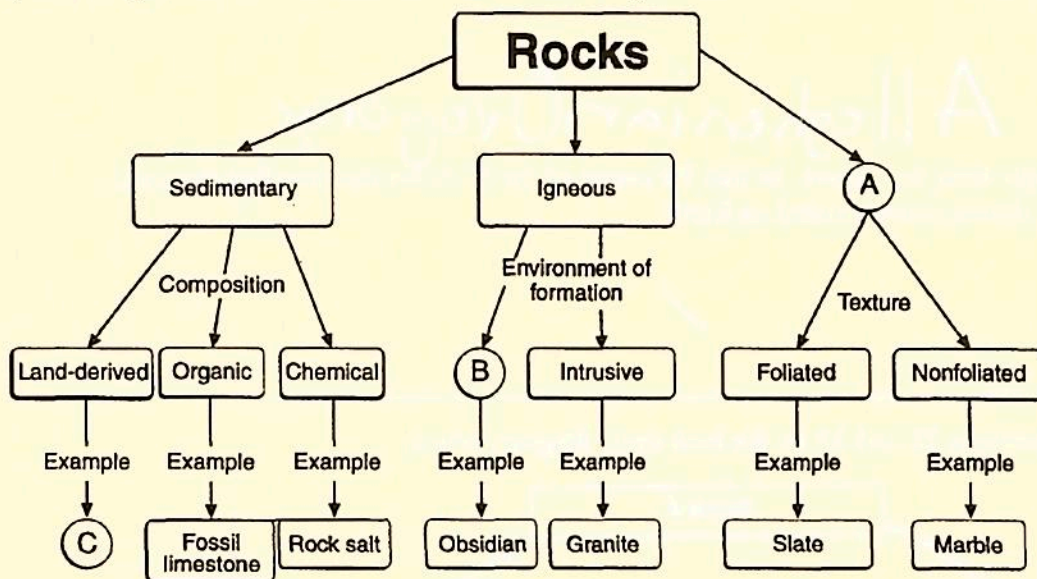 Rocks
Sedimentary
Igneous
A
Composition
Environment of
formation
Texture
Land-derived
Organic
Chemical
B
Intrusive
Foliated
Nonfoliated
Example
Example
Example
Example
Example
Example
Example
C
Fossil
limestone
Rock salt
Obsidian
Granite
Slate
Marble